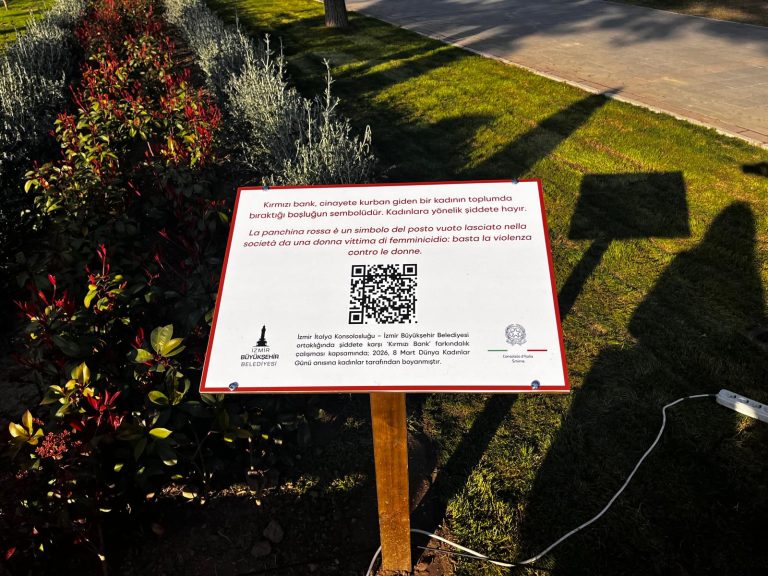 Kırmızı bank, cinayete kurban giden bir kadının toplumda
bıraktığı boşluğun sembolüdür. Kadınlara yönelik şiddete hayır.
La panchina rossa è un simbolo del posto vuoto lasciato nella
società da una donna vittima di femminicidio: basta la violenza
contro le donne.
İzmir İtalya Konsolosluğu - İzmir Büyükşehir Belediyesi
ortaklığında şiddete karşı 'Kırmızı Bank' farkındalık
çalışması kapsamında; 2026, 8 Mart Dünya Kadınlar
Günü anısına kadınlar tarafından boyanmıştır.
İZMİR
BÜYÜKŞEHİR
BELEDİYESİ
Consolato d'Italia
Smirne